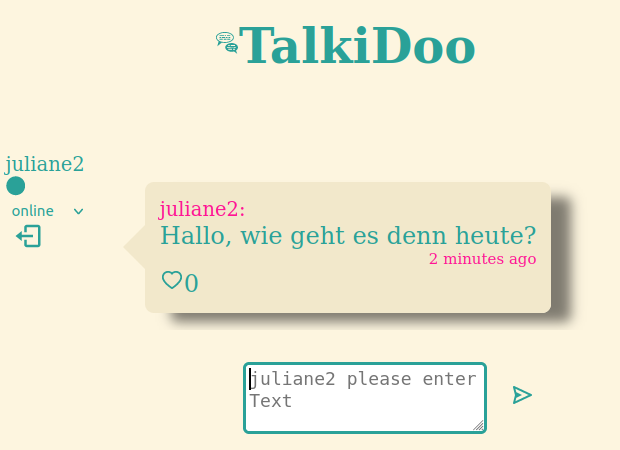 TalkiDoo
juliane2
online
juliane2:
Hallo, wie geht es denn heute?
2 minutes ago
0
juliane2 please enter
Text